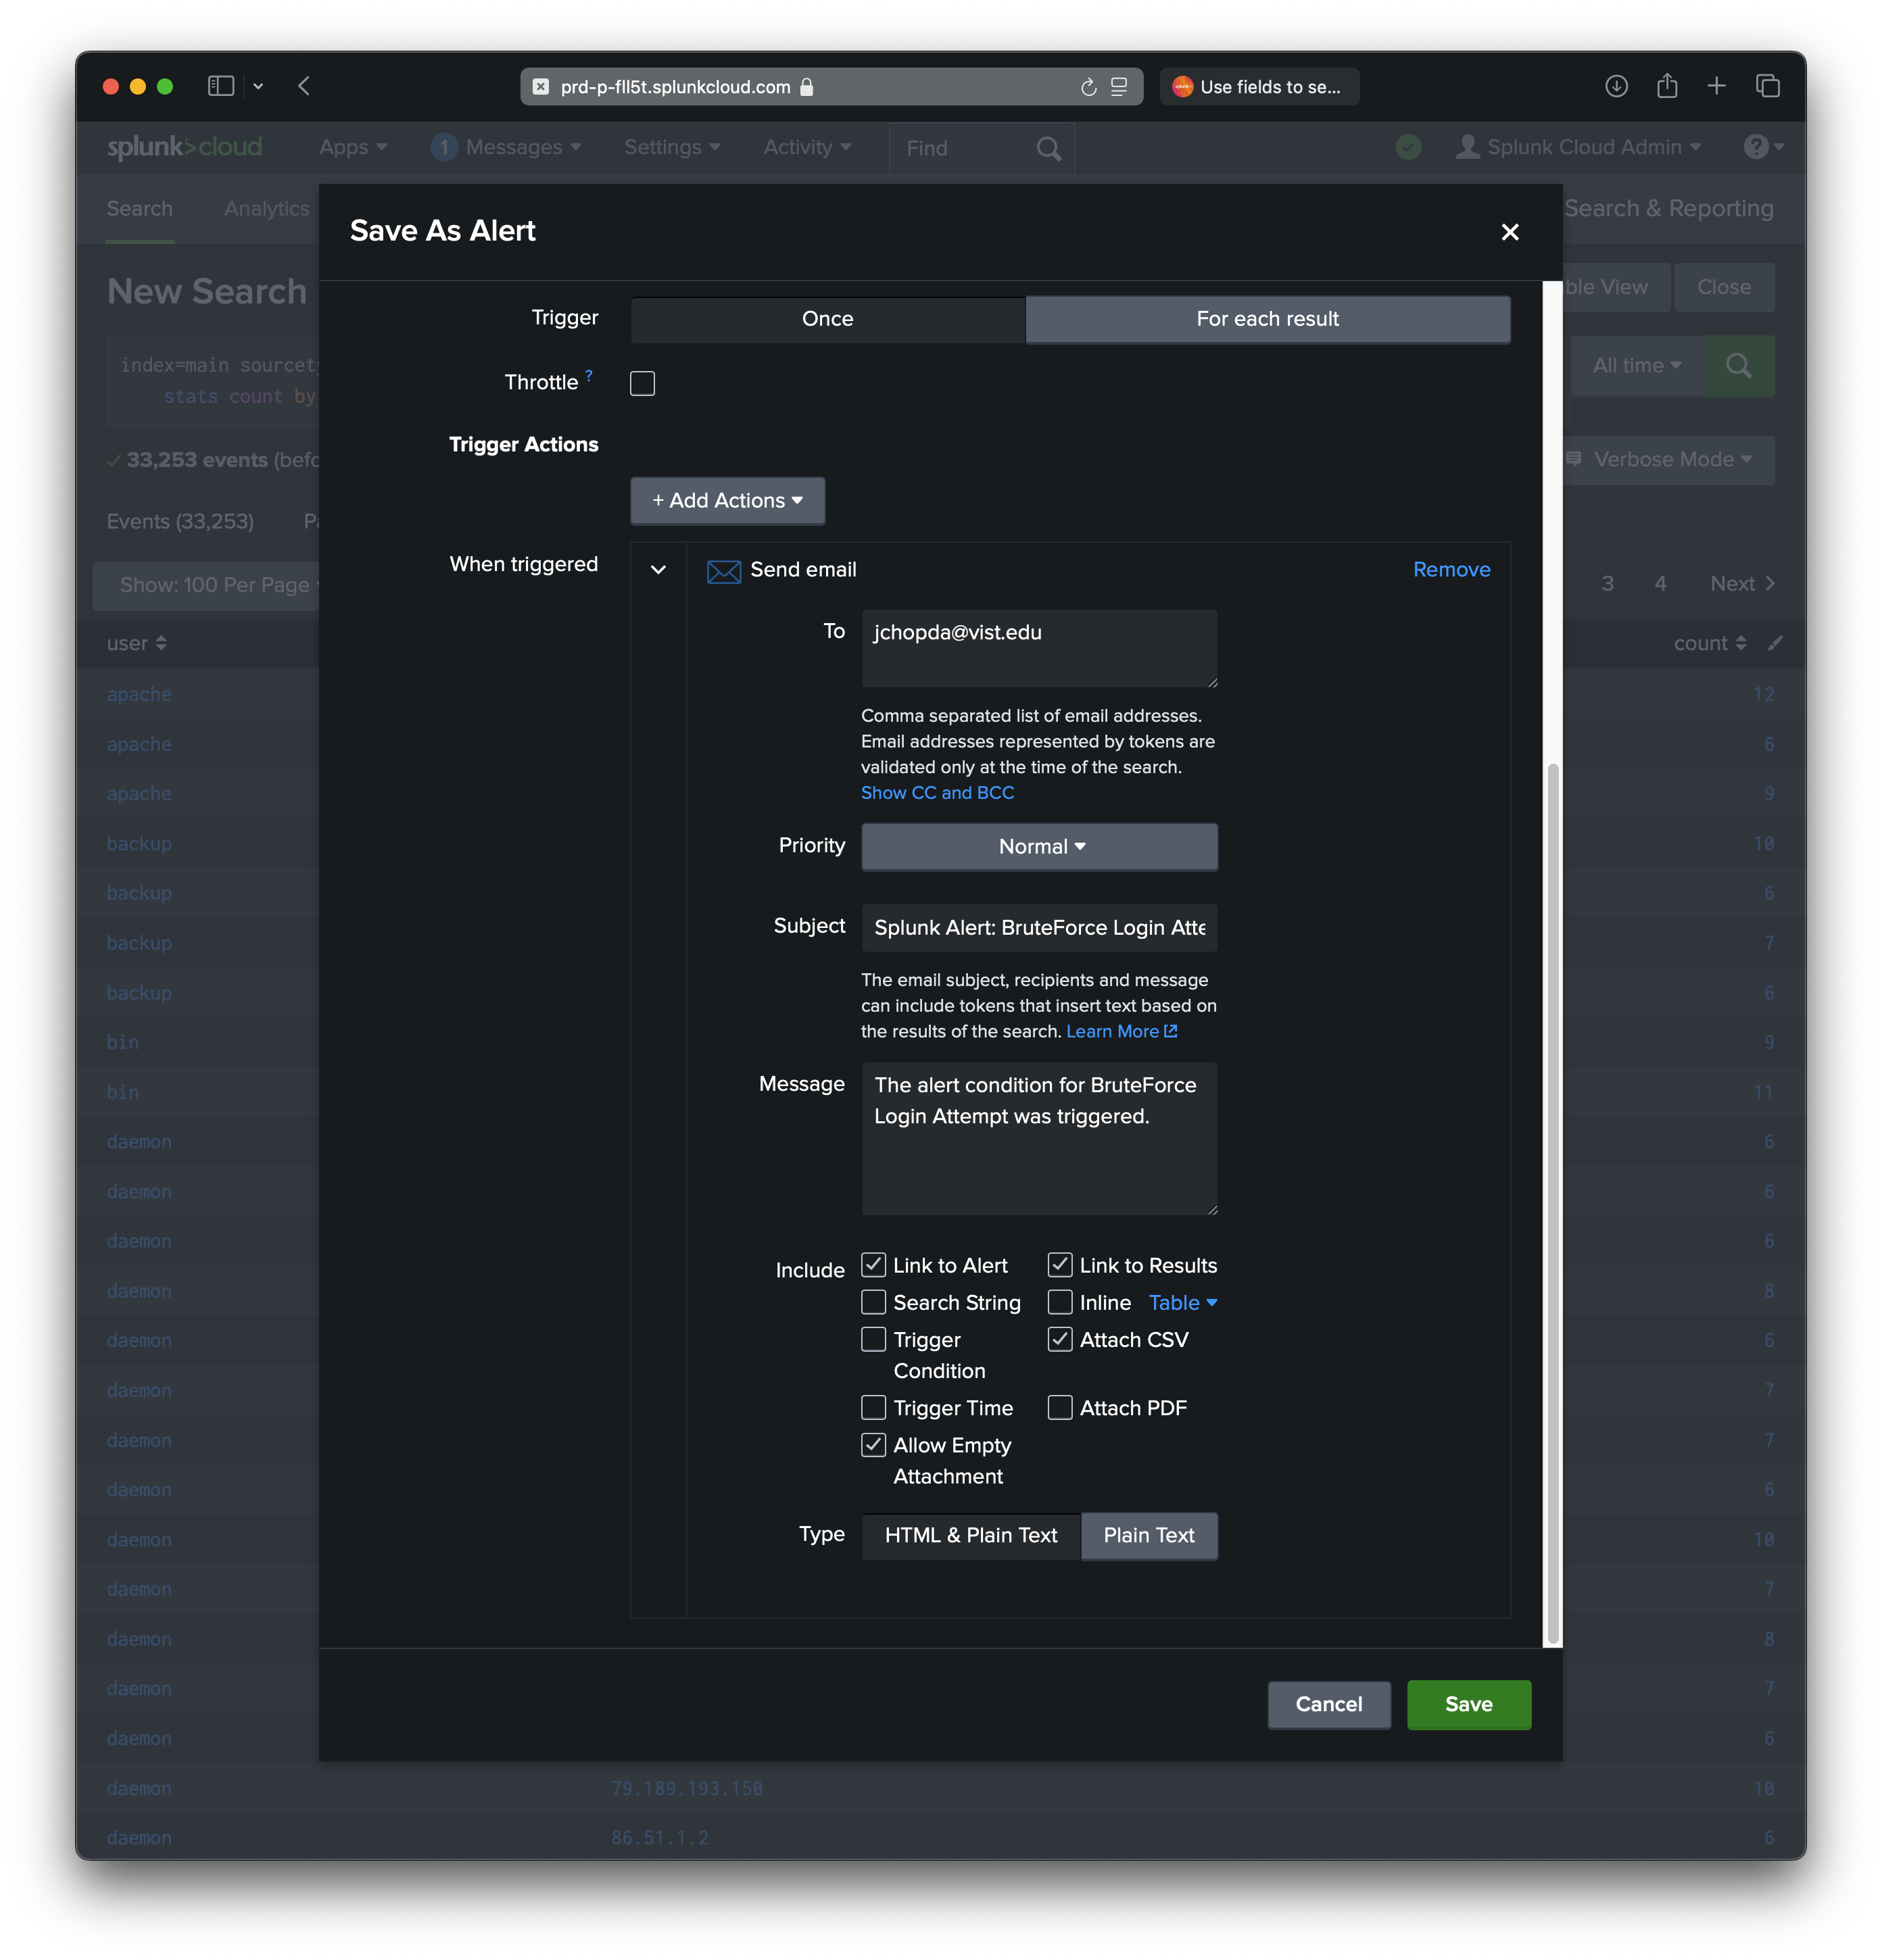 prd-p-fll5t.splunkcloud.com
Use fields to se...
splunk>cloud
Apps
1 Messages
Settings
Activity
Find
Splunk Cloud Admin
?
Search
Analytics
Search & Reporting
Save As Alert
New Search
ble View
Close
Trigger
Once
For each result
index=main
All time
stats count by
Throttle ?
Trigger Actions
33,253 events
Verbose Mode
+ Add Actions
Events (33,253)
When triggered
Send email
Remove
Show: 100 Per Page
3 4 Next
To
jchopda@vist.edu
user
count
Comma separated list of email addresses.
Email addresses represented by tokens are
validated only at the time of the search.
Show CC and BCC
apache 12
apache 6
apache 9
Priority
Normal
backup 10
backup 6
Subject
Splunk Alert: BruteForce Login Atte
backup 7
The email subject, recipients and message
can include tokens that insert text based on
the results of the search. Learn More
backup 6
bin 9
Message
The alert condition for BruteForce
Login Attempt was triggered.
bin 11
daemon 6
daemon 6
daemon 6
Include
Link to Alert
Link to Results
Search String
Inline Table
Trigger
Condition
Attach CSV
Trigger Time
Attach PDF
Allow Empty
Attachment
daemon 8
daemon 6
daemon 7
daemon 7
daemon 6
Type
HTML & Plain Text
Plain Text
daemon 10
daemon 7
daemon 8
daemon 7
Cancel
Save
daemon 6
daemon 79.189.193.150 10
daemon 86.51.1.2 6